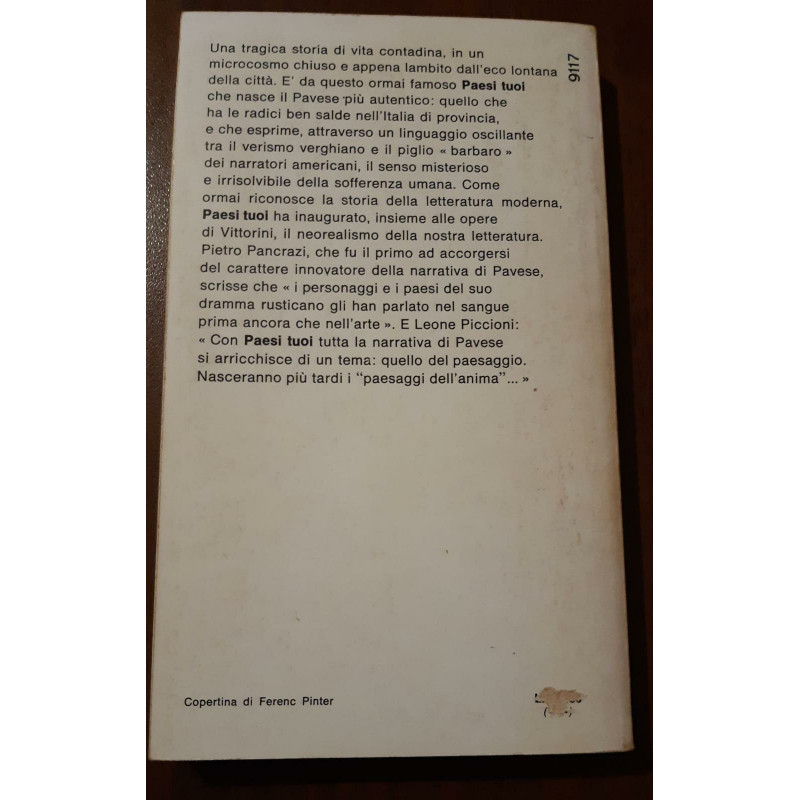 Una tragica storia di vita contadina, in un
microcosmo chiuso e appena lambito dall'eco lontana
della città. E' da questo ormai famoso Paesi tuoi
che nasce il Pavese più autentico: quello che
ha le radici ben salde nell'Italia di provincia,
e che esprime, attraverso un linguaggio oscillante
tra il verismo verghiano e il piglio « barbaro »
dei narratori americani, il senso misterioso
e irrisolvibile della sofferenza umana. Come
ormai riconosce la storia della letteratura moderna,
Paesi tuoi ha inaugurato, insieme alle opere
di Vittorini, il neorealismo della nostra letteratura.
Pietro Pancrazi, che fu il primo ad accorgersi
del carattere innovatore della narrativa di Pavese,
scrisse che « i personaggi e i paesi del suo
dramma rusticano gli han parlato nel sangue
prima ancora che nell'arte ». E Leone Piccioni:
« Con Paesi tuoi tutta la narrativa di Pavese
si arricchisce di un tema: quello del paesaggio.
Nasceranno più tardi i “paesaggi dell'anima”... »
9117
Copertina di Ferenc Pinter